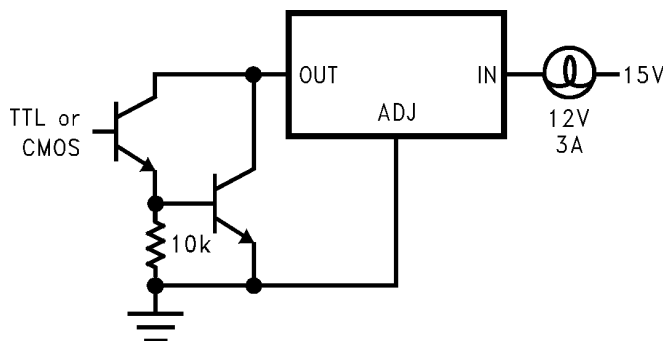 OUT
IN
15V
ADJ
TTL or
CMOS
12V
3A
10k